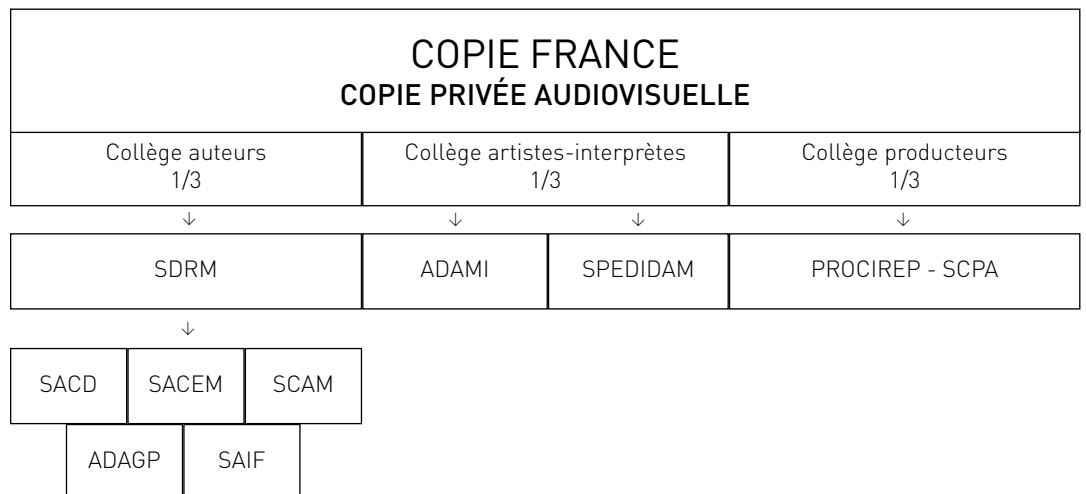 COPIE FRANCE
COPIE PRIVÉE AUDIOVISUELLE
Collège auteurs
1/3
Collège artistes-interprètes
1/3
Collège producteurs
1/3
SDRM
ADAMI
SPEDIDAM
PROCIREP - SCPA
SACD
SACEM
SCAM
ADAGP
SAIF